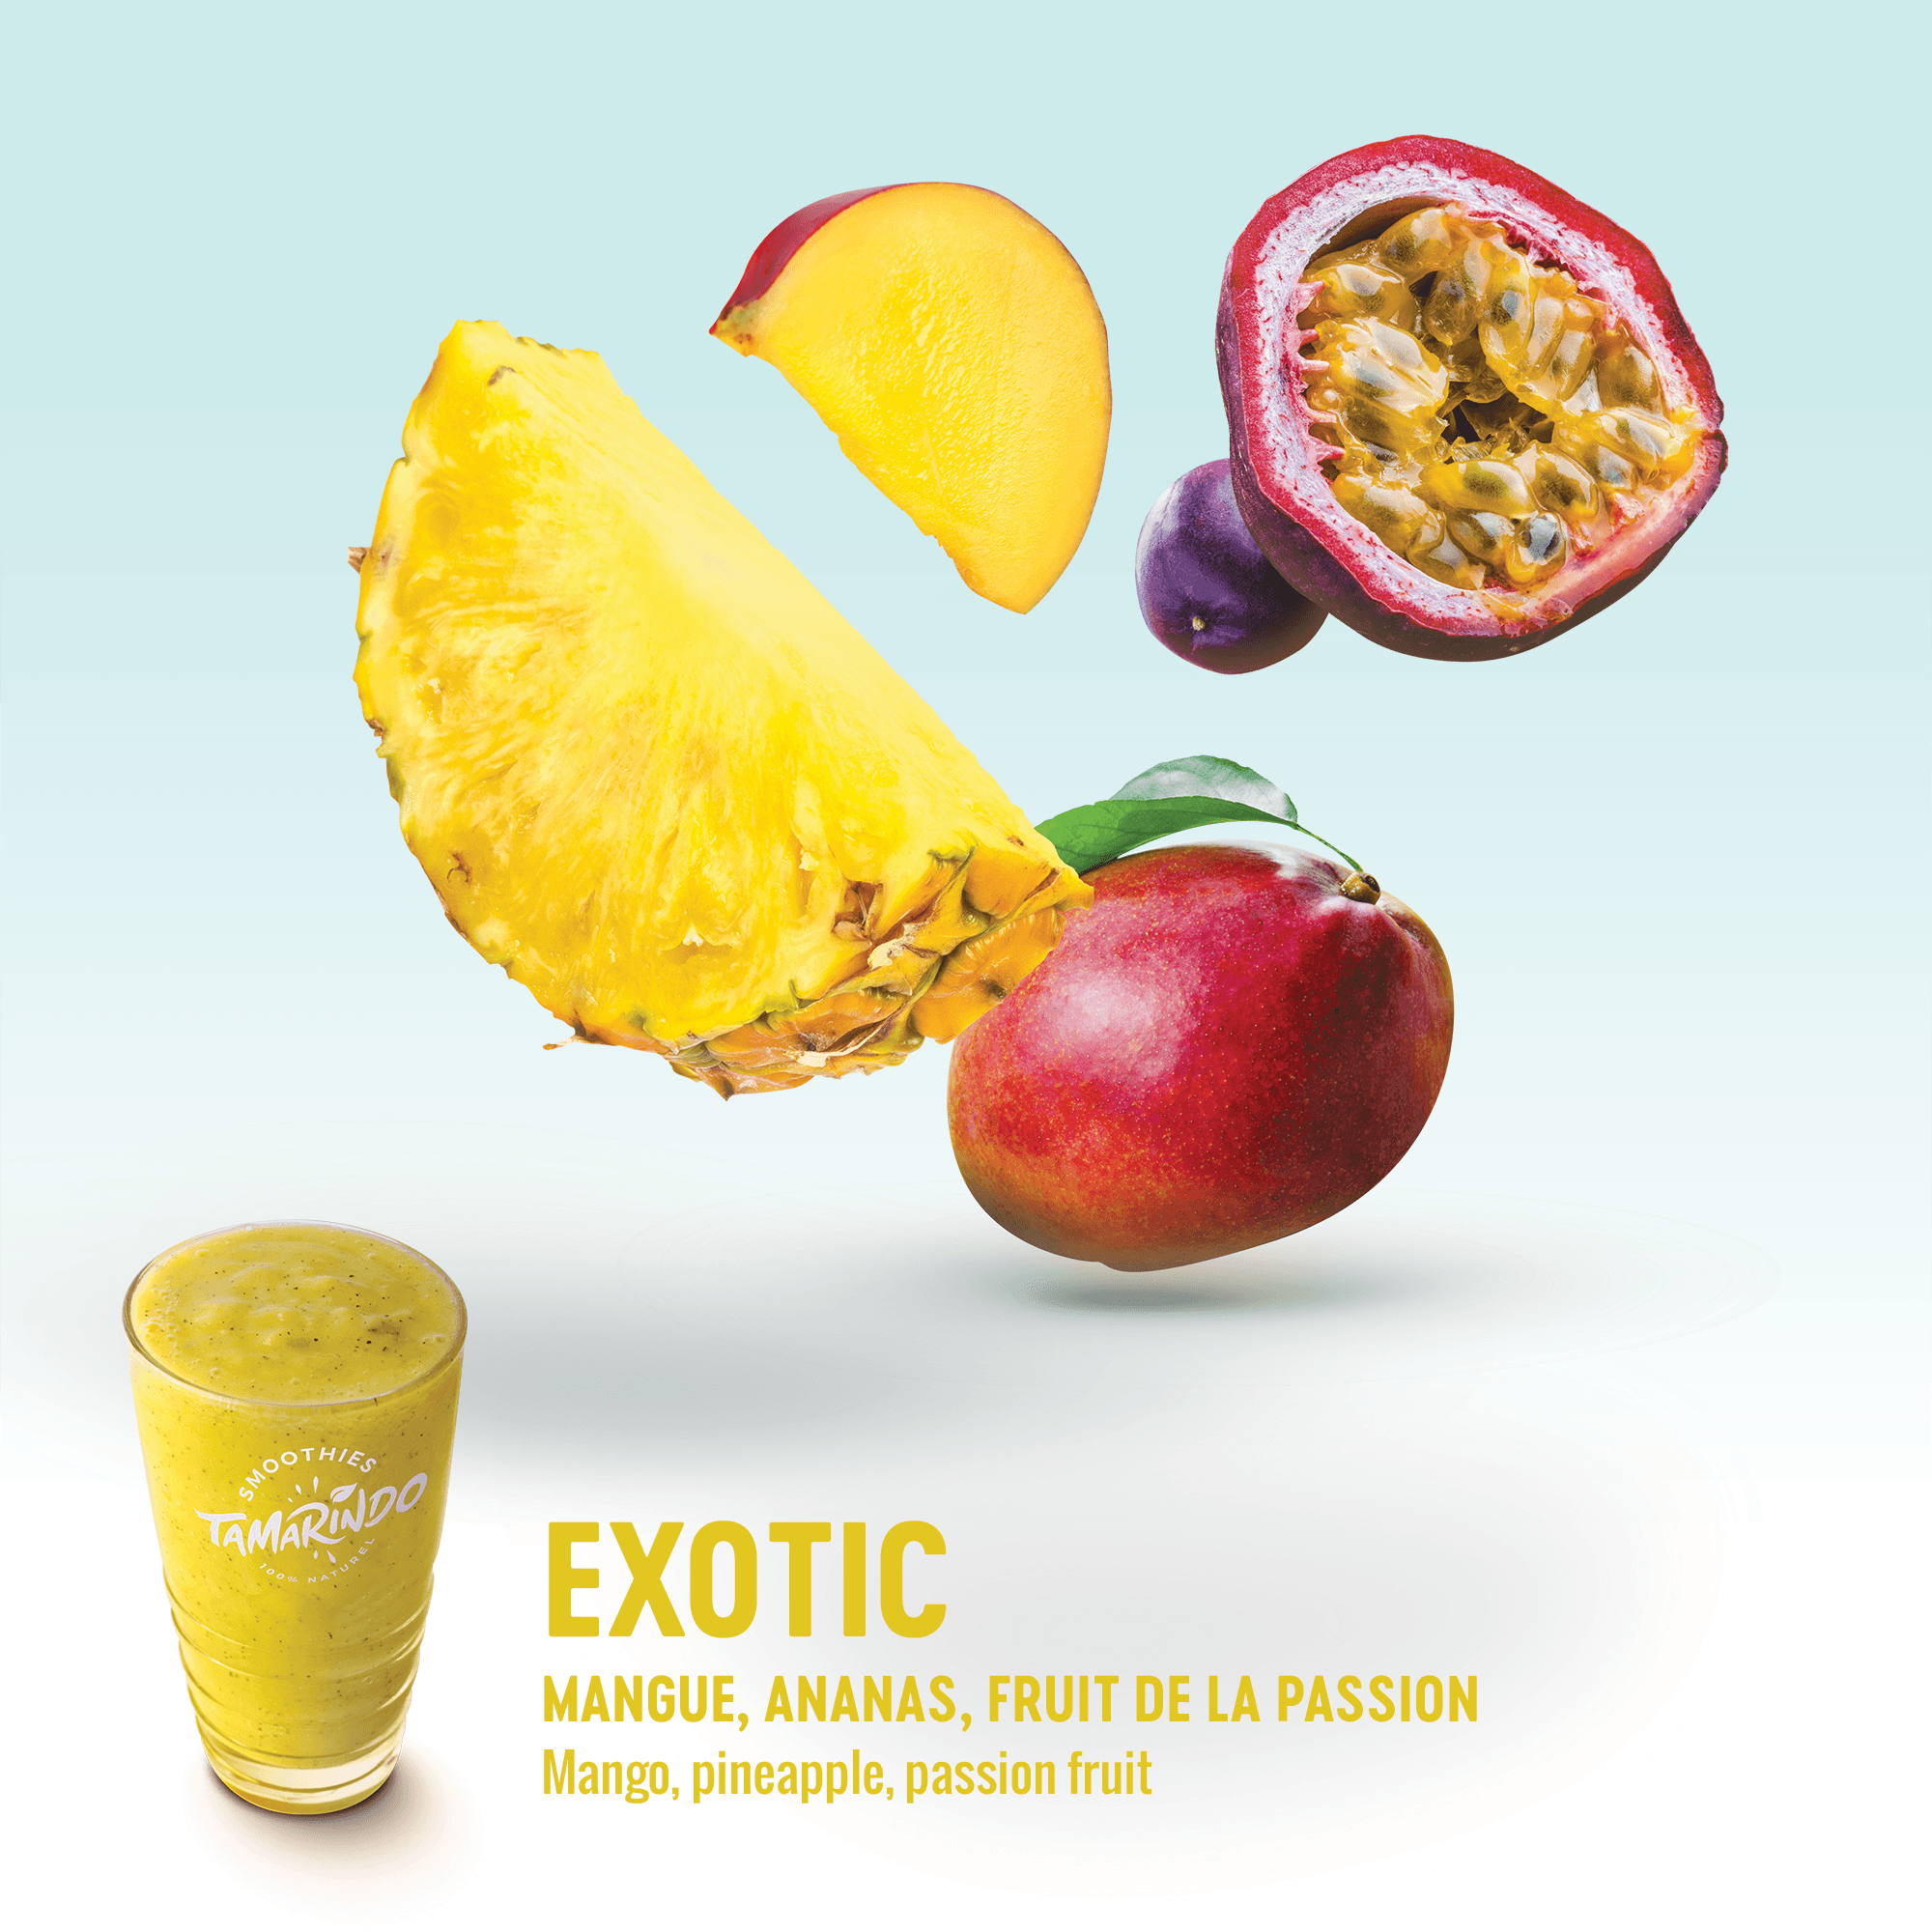 SMOOTHIES
TAMARINDO
100% NATUREL
EXOTIC
MANGUE, ANANAS, FRUIT DE LA PASSION
Mango, pineapple, passion fruit